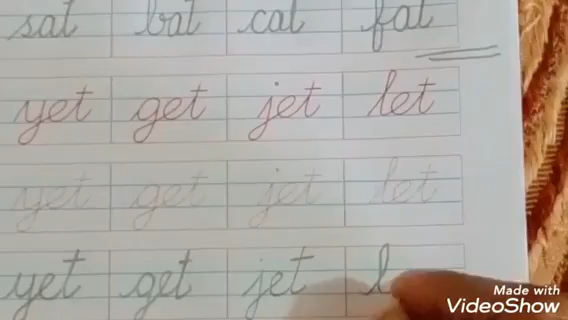 sat bat cat fat
yet get jet let
yet get jet let
yet get jet l
Made with
VideoShow